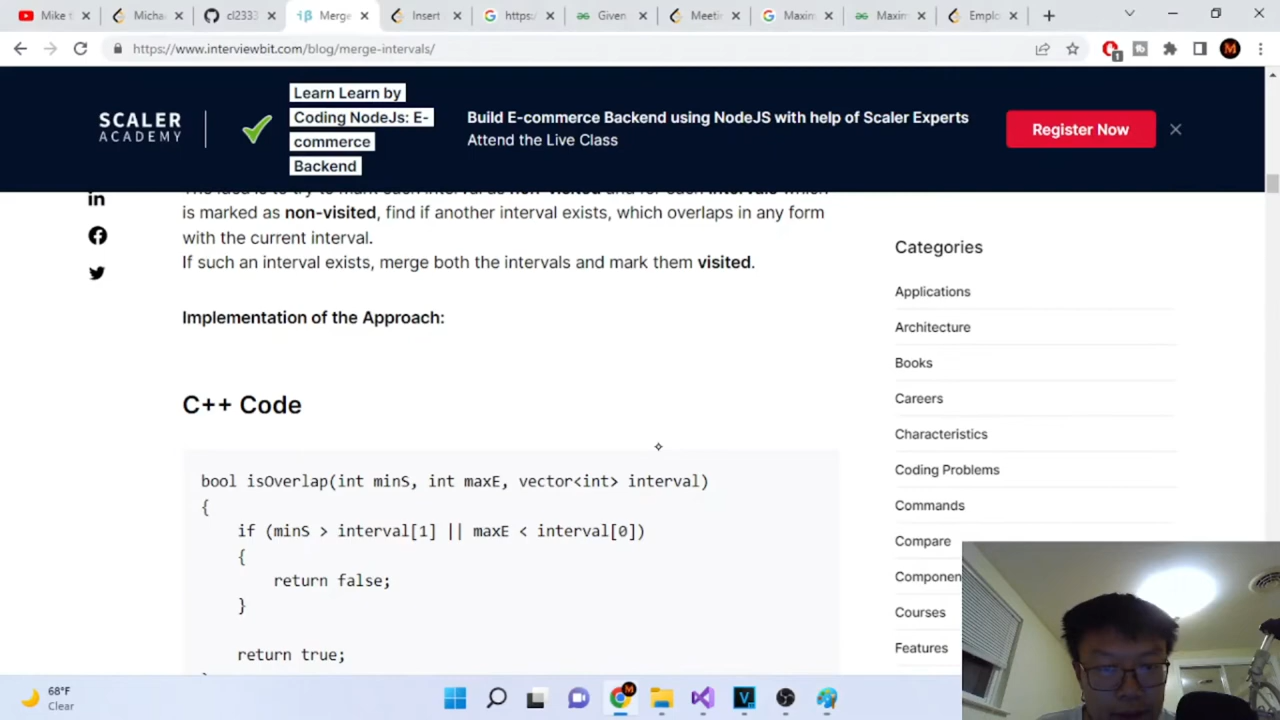 Mike t
Micha
cl2333
Merge
Insert
https:/
Given
Meetin
Maxim
Maxim
Emplo
https://www.interviewbit.com/blog/merge-intervals/
1
M
SCALER
ACADEMY
Learn Learn by
Coding NodeJs: E-
commerce
Backend
Build E-commerce Backend using NodeJS with help of Scaler Experts
Attend the Live Class
Register Now
is marked as non-visited, find if another interval exists, which overlaps in any form
with the current interval.
If such an interval exists, merge both the intervals and mark them visited.
Implementation of the Approach:
C++ Code
bool isOverlap(int minS, int maxE, vector<int> interval)
{
if (minS > interval[1] || maxE < interval[0])
{
return false;
}
return true;
Categories
Applications
Architecture
Books
Careers
Characteristics
Coding Problems
Commands
Compare
Componen
Courses
Features
68°F
Clear
M